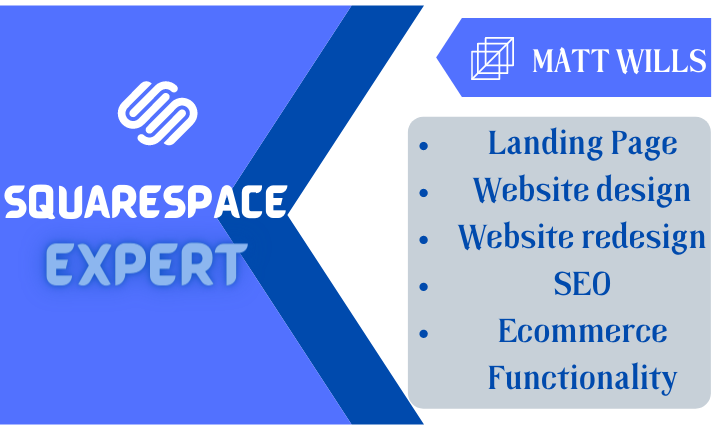 SQUARESPACE
EXPERT
MATT WILLS
• Landing Page
• Website design
• Website redesign
• SEO
• Ecommerce
Functionality